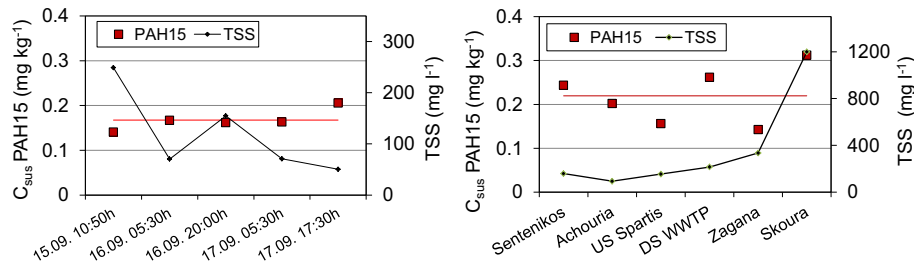 PAH15 TSS
C_sus PAH15 (mg kg⁻¹)
0.4
0.3
0.2
0.1
0
300
200
100
0
TSS (mg l⁻¹)
15.09. 10:50h
16.09. 05:30h
16.09. 20:00h
17.09. 05:30h
17.09. 17:30h
PAH15 TSS
C_sus PAH15 (mg kg⁻¹)
0.4
0.3
0.2
0.1
0
1200
800
400
0
TSS (mg l⁻¹)
Sentenikos
Achouria
US Spartis
DS WWTP
Zagana
Skoura